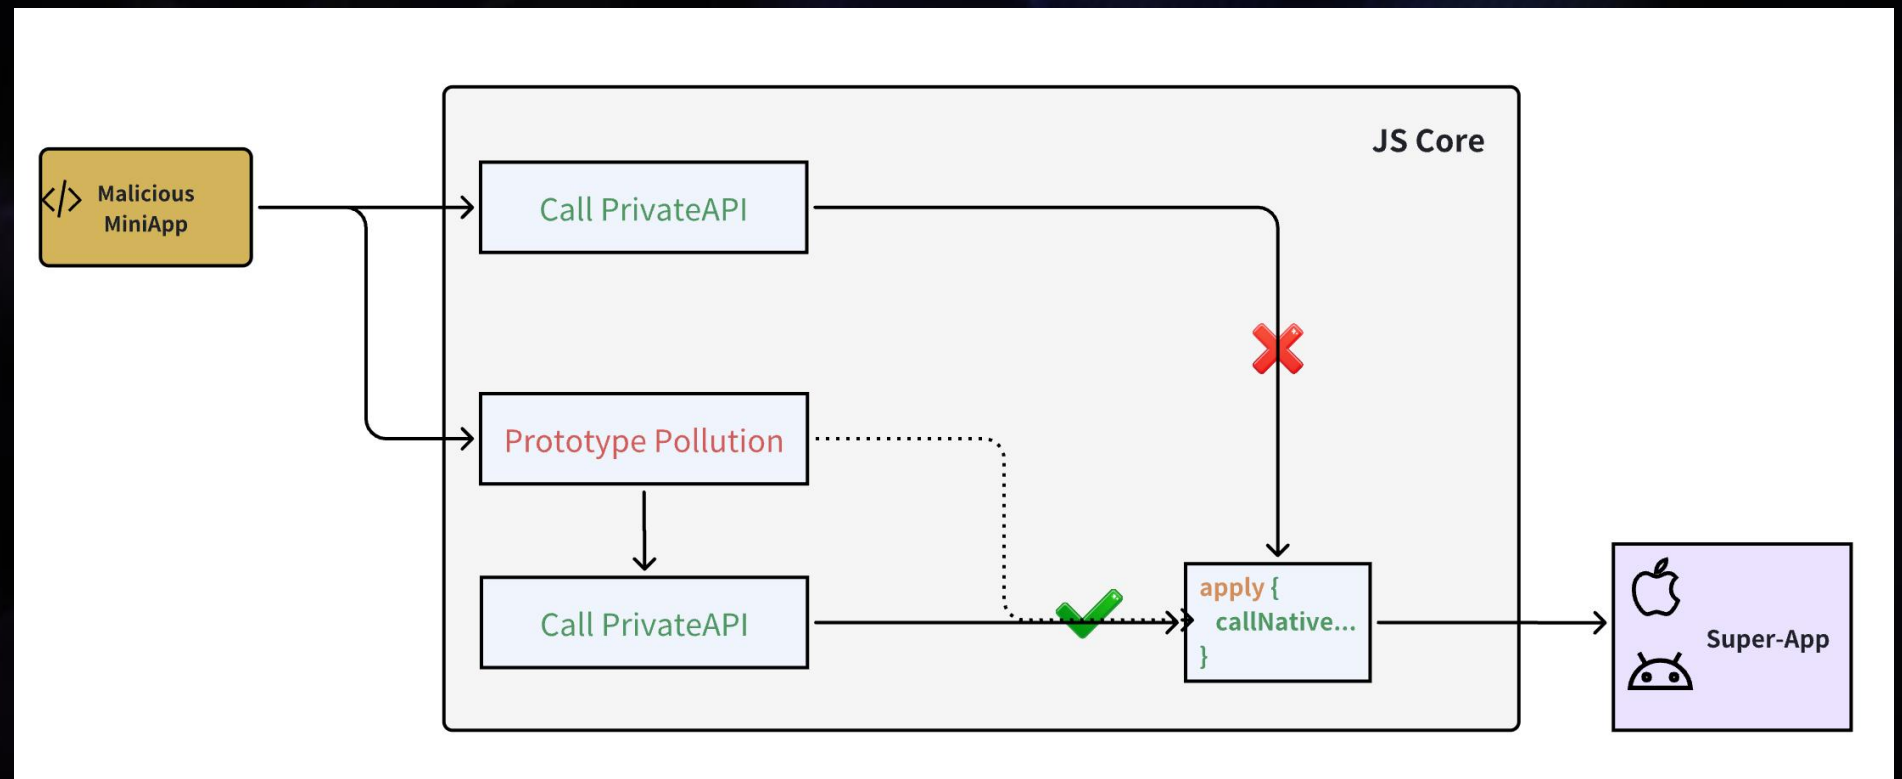 JS Core
</>
Malicious
MiniApp
Call PrivateAPI
Prototype Pollution
Call PrivateAPI
apply {
callNative...
}
Super-App